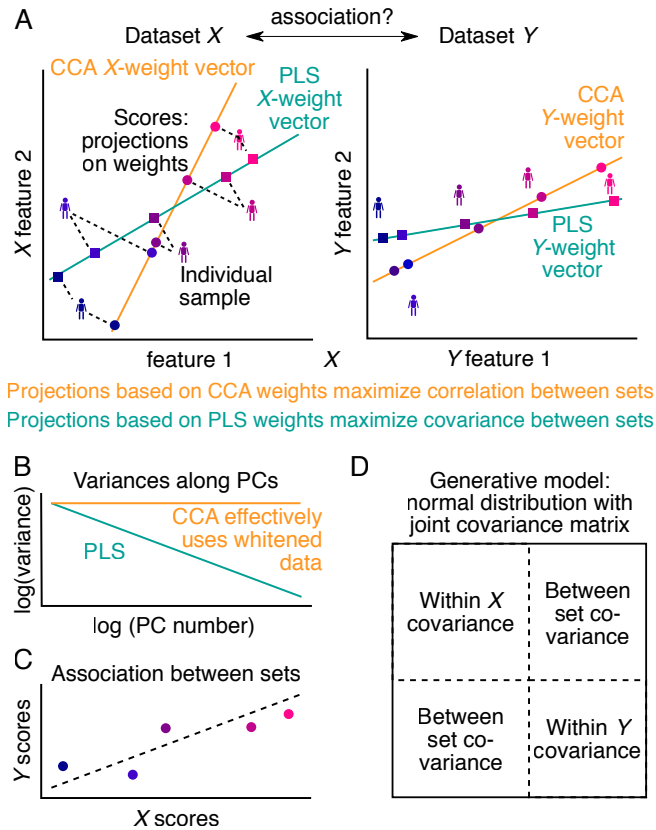 A
association?
Dataset X
Dataset Y
CCA X-weight vector
PLS
X-weight
vector
Scores:
projections
on weights
Individual
sample
X feature 2
feature 1
X
CCA
Y-weight
vector
PLS
Y-weight
vector
Y feature 2
Y feature 1
Projections based on CCA weights maximize correlation between sets
Projections based on PLS weights maximize covariance between sets
B
Variances along PCs
CCA effectively
uses whitened
data
PLS
log(variance)
log (PC number)
C
Association between sets
Y scores
X scores
D
Generative model:
normal distribution with
joint covariance matrix
Within X
covariance
Between
set co-
variance
Between
set co-
variance
Within Y
covariance